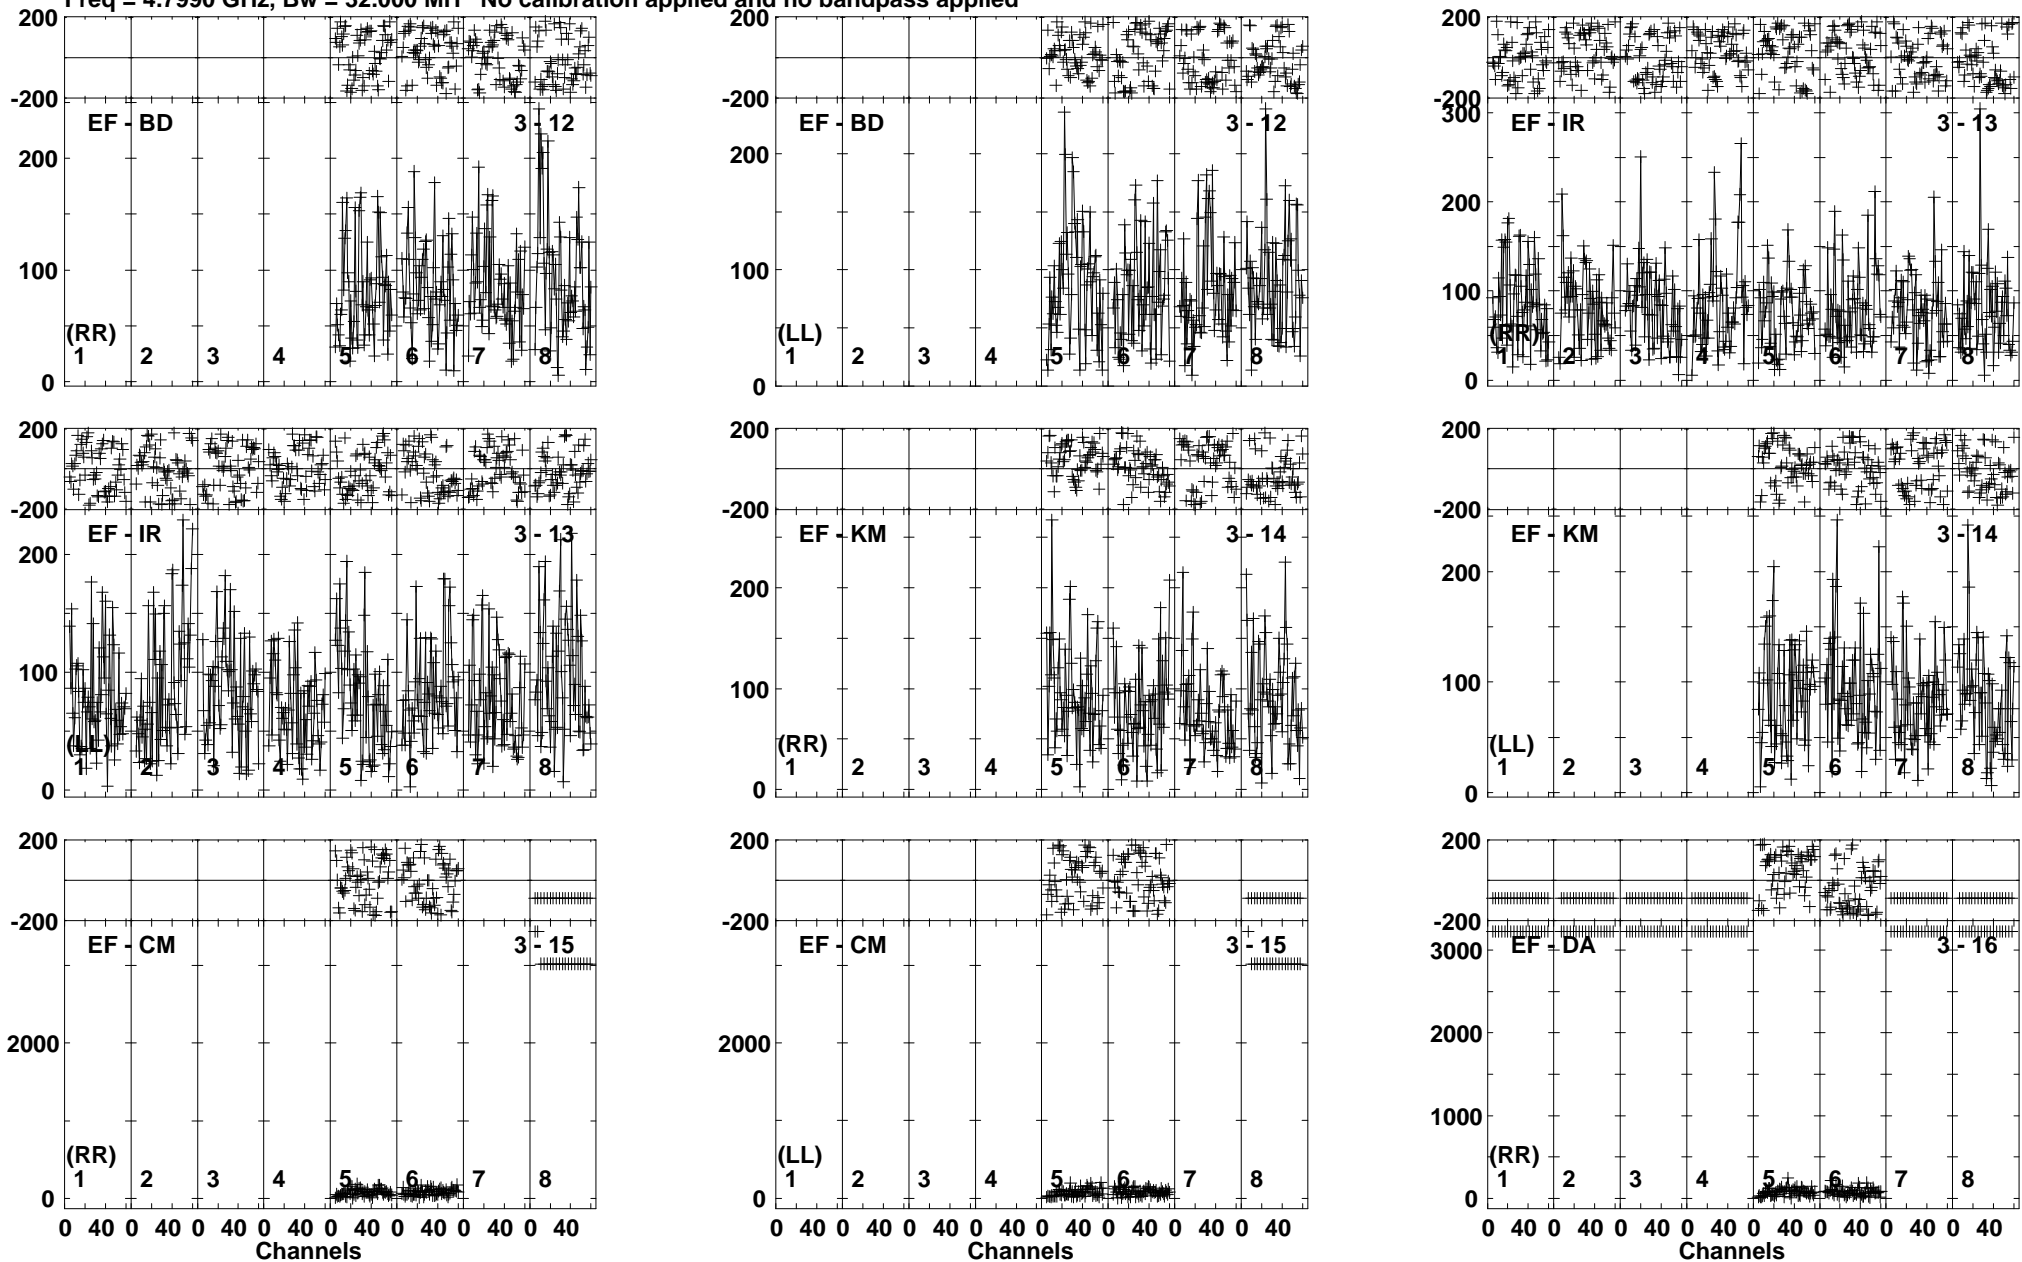 Freq = 4.7990 GHz, Bw = 32.000 MH No calibration applied and no bandpass applied
200 200 200
-200 -200 -200
EF - BD 3 - 12 EF - BD 3 - 12 300 EF - IR 3 - 13
200 200 200
100 100 100
(RR) (LL) (RR)
1 2 3 4 5 6 7 8 1 2 3 4 5 6 7 8 1 2 3 4 5 6 7 8
0 0 0
200 200 200
-200 -200 -200
EF - IR 3 - 13 EF - KM 3 - 14 EF - KM 3 - 14
200 200 200
100 100 100
(LL) (RR) (LL)
1 2 3 4 5 6 7 8 1 2 3 4 5 6 7 8 1 2 3 4 5 6 7 8
0 0 0
200 200 200
-200 -200 -200
EF - CM 3 - 15 EF - CM 3 - 15 3000 EF - DA 3 - 16
2000 2000 2000
1000
(RR) (LL) (RR)
1 2 3 4 5 6 7 8 1 2 3 4 5 6 7 8 1 2 3 4 5 6 7 8
0 0 0
0 40 0 40 0 40 0 40 0 40 0 40 0 40 0 40 0 40 0 40 0 40 0 40 0 40 0 40 0 40 0 40 0 40 0 40 0 40 0 40 0 40 0 40 0 40 0 40
Channels Channels Channels